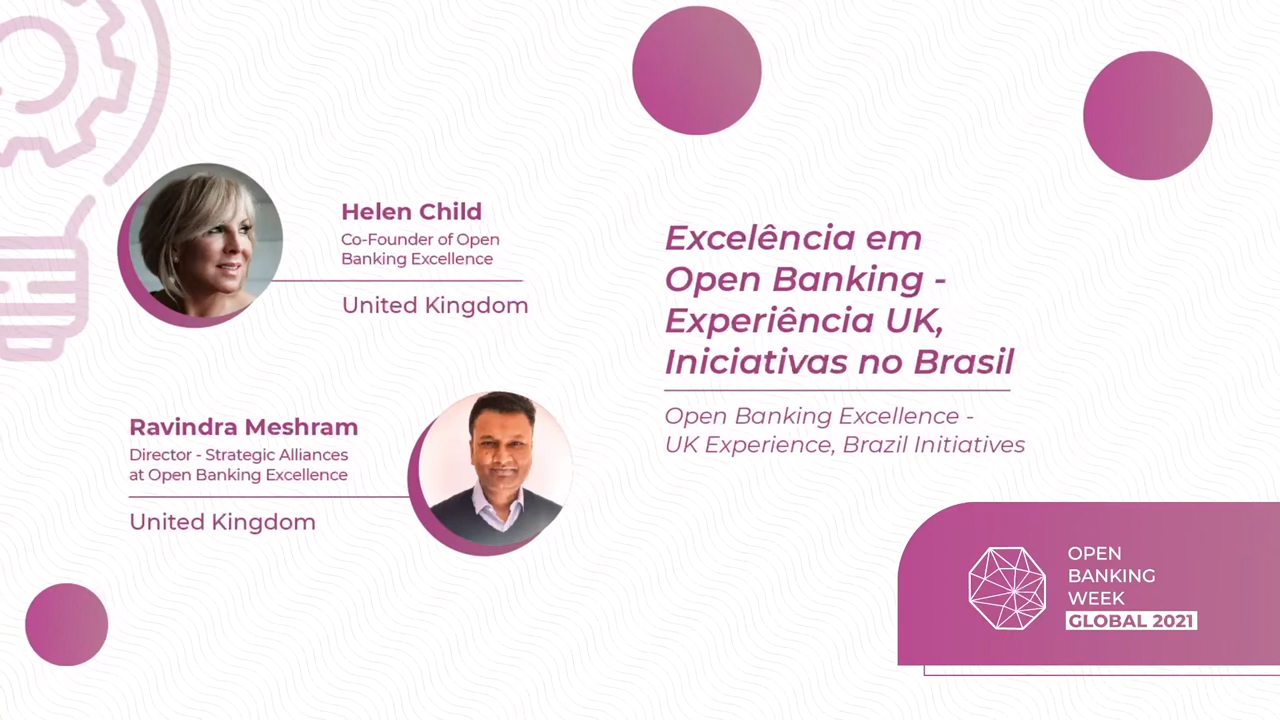 Helen Child
Co-Founder of Open
Banking Excellence
United Kingdom
Ravindra Meshram
Director - Strategic Alliances
at Open Banking Excellence
United Kingdom
Excelência em
Open Banking -
Experiência UK,
Iniciativas no Brasil
Open Banking Excellence -
UK Experience, Brazil Initiatives
OPEN
BANKING
WEEK
GLOBAL 2021